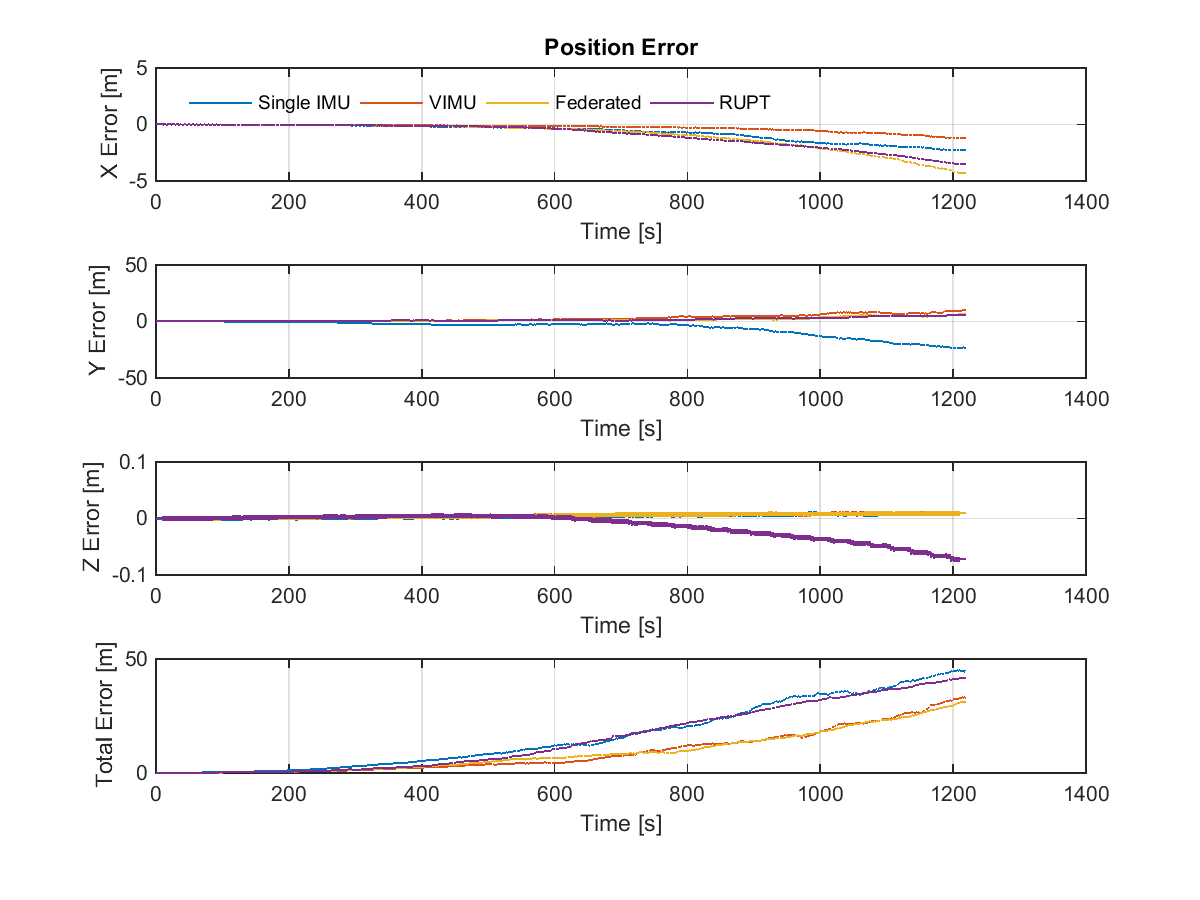 Position Error
5
0
-5
X Error [m]
Single IMU VIMU Federated RUPT
0 200 400 600 800 1000 1200 1400
Time [s]
50
0
-50
Y Error [m]
0 200 400 600 800 1000 1200 1400
Time [s]
0.1
0
-0.1
Z Error [m]
0 200 400 600 800 1000 1200 1400
Time [s]
50
0
Total Error [m]
0 200 400 600 800 1000 1200 1400
Time [s]